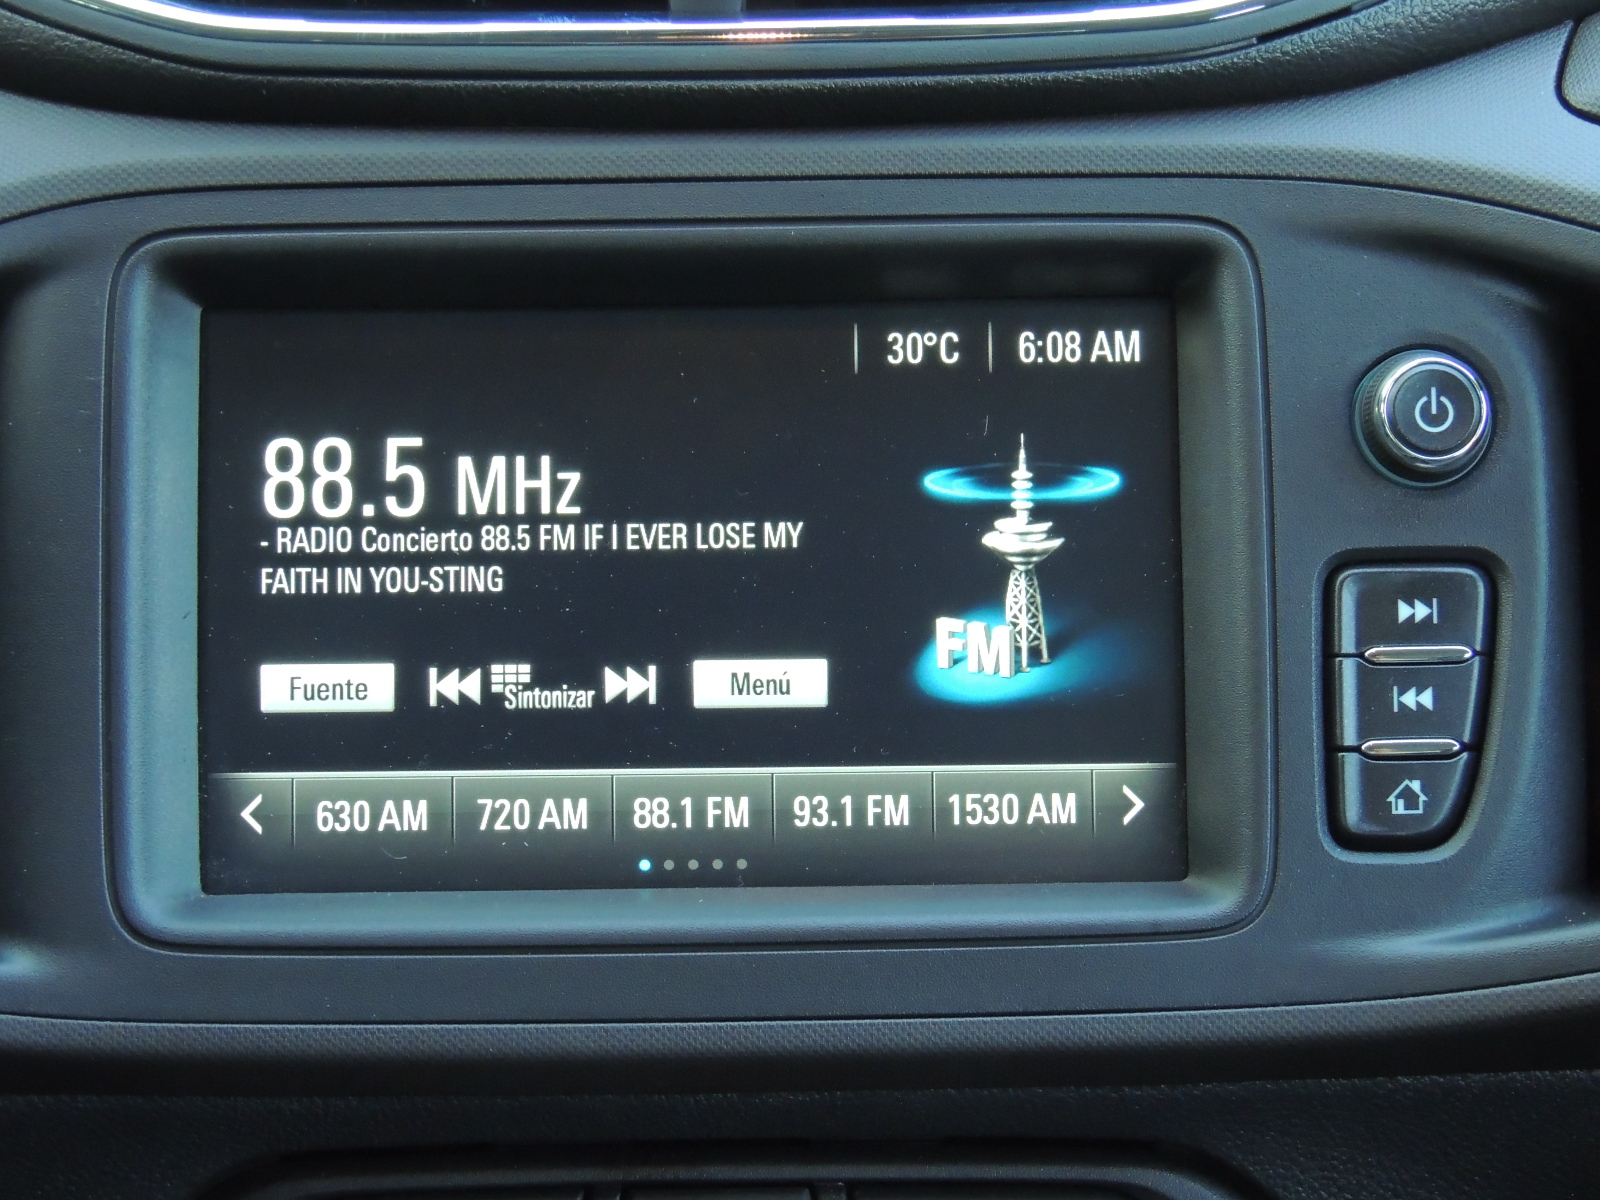 30°C 6:08 AM
88.5 MHz
- RADIO Concierto 88.5 FM IF I EVER LOSE MY
FAITH IN YOU-STING
FM
Fuente Sintonizar Menú
630 AM 720 AM 88.1 FM 93.1 FM 1530 AM